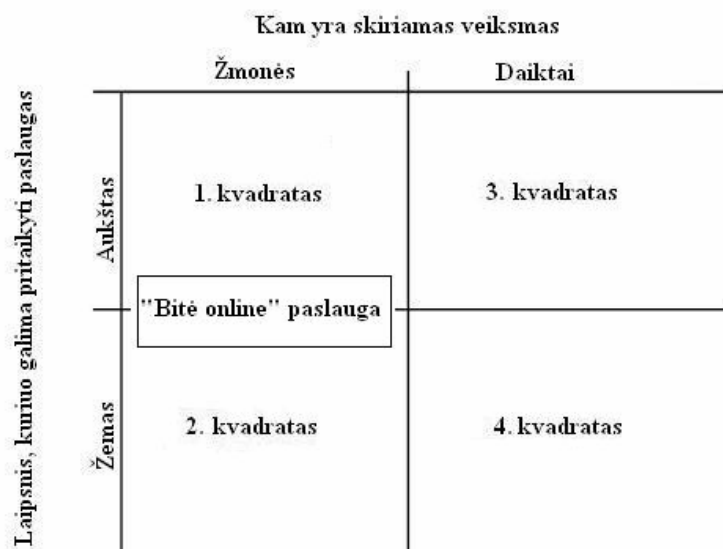 Kam yra skiriamas veiksmas
Žmonės
Daiktai
Laipsnis, kuriuo galima pritaikyti paslaugas
Aukštas
1. kvadratas
3. kvadratas
"Bitė online" paslauga
Žemas
2. kvadratas
4. kvadratas